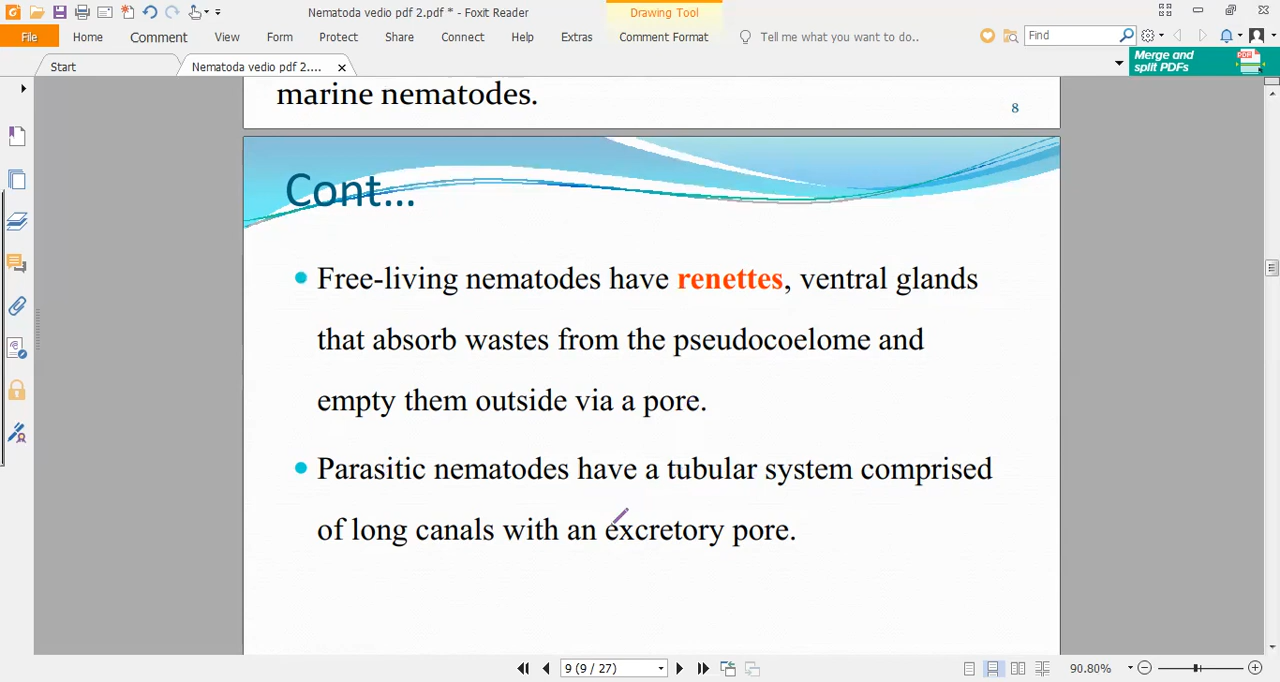 Nematoda vedio pdf 2.pdf * - Foxit Reader
Drawing Tool
File Home Comment View Form Protect Share Connect Help Extras Comment Format Tell me what you want to do.. Find
Start Nematoda vedio pdf 2....
Merge and
split PDFs
marine nematodes.
8
Cont...
Free-living nematodes have renettes, ventral glands
that absorb wastes from the pseudocoelome and
empty them outside via a pore.
Parasitic nematodes have a tubular system comprised
of long canals with an excretory pore.
9 (9 / 27) 90.80%